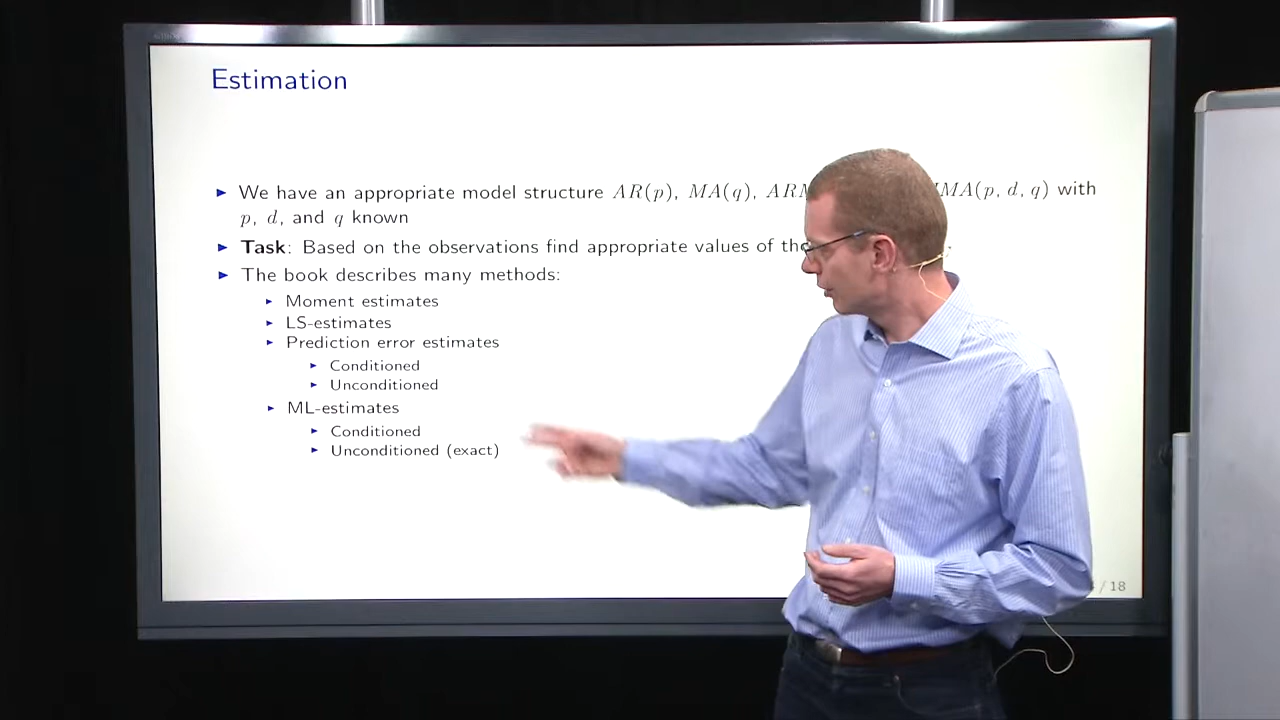 Estimation
► We have an appropriate model structure AR(p), MA(q), IMA(p, d, q) with
p, d, and q known
► Task: Based on the observations find appropriate values of the
► The book describes many methods:
► Moment estimates
► LS-estimates
► Prediction error estimates
► Conditioned
► Unconditioned
► ML-estimates
► Conditioned
► Unconditioned (exact)
/ 18